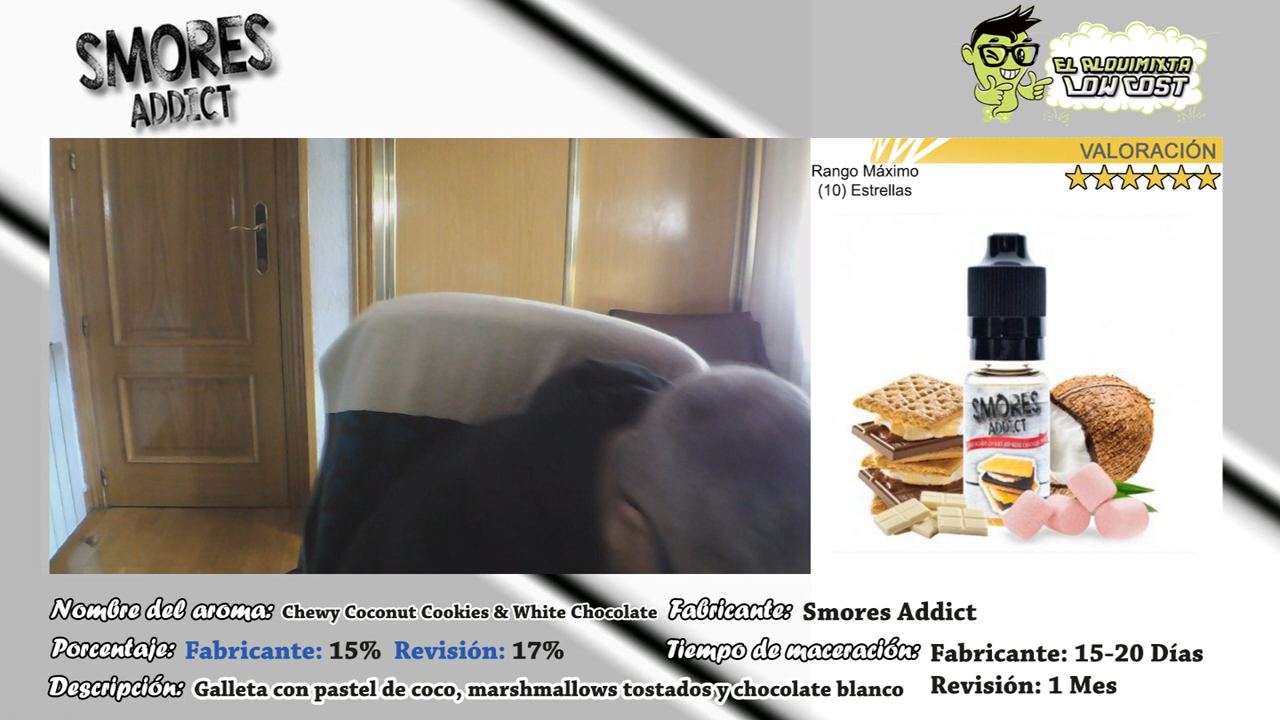 SMORES
ADDICT
EL ALQUIMIXTA
LOW COST
VALORACIÓN
Rango Máximo
(10) Estrellas
SMORES
ADDICT
Nombre del aroma: Chewy Coconut Cookies & White Chocolate
Fabricante: Smores Addict
Porcentaje: Fabricante: 15% Revisión: 17%
Tiempo de maceración: Fabricante: 15-20 Días
Revisión: 1 Mes
Descripción: Galleta con pastel de coco, marshmallows tostados y chocolate blanco